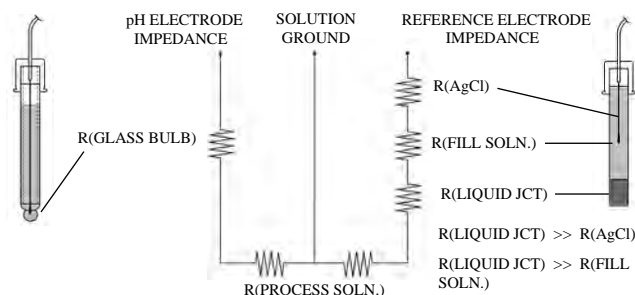 pH ELECTRODE
IMPEDANCE
SOLUTION
GROUND
REFERENCE ELECTRODE
IMPEDANCE
R(AgCl)
R(GLASS BULB)
R(FILL SOLN.)
R(LIQUID JCT)
R(LIQUID JCT) >> R(AgCl)
R(LIQUID JCT) >> R(FILL
SOLN.)
R(PROCESS SOLN.)